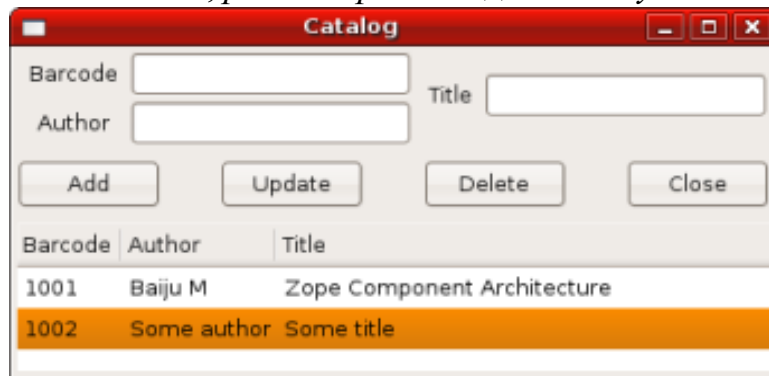 Catalog
Barcode
Title
Author
Add Update Delete Close
Barcode Author Title
1001 Baiju M Zope Component Architecture
1002 Some author Some title